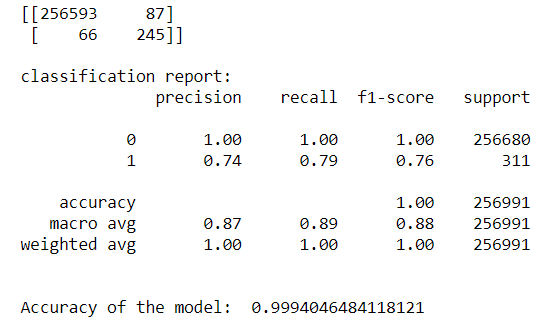 [[256593 87]
[ 66 245]]
classification report:
precision recall f1-score support
0 1.00 1.00 1.00 256680
1 0.74 0.79 0.76 311
accuracy 1.00 256991
macro avg 0.87 0.89 0.88 256991
weighted avg 1.00 1.00 1.00 256991
Accuracy of the model: 0.9994046484118121